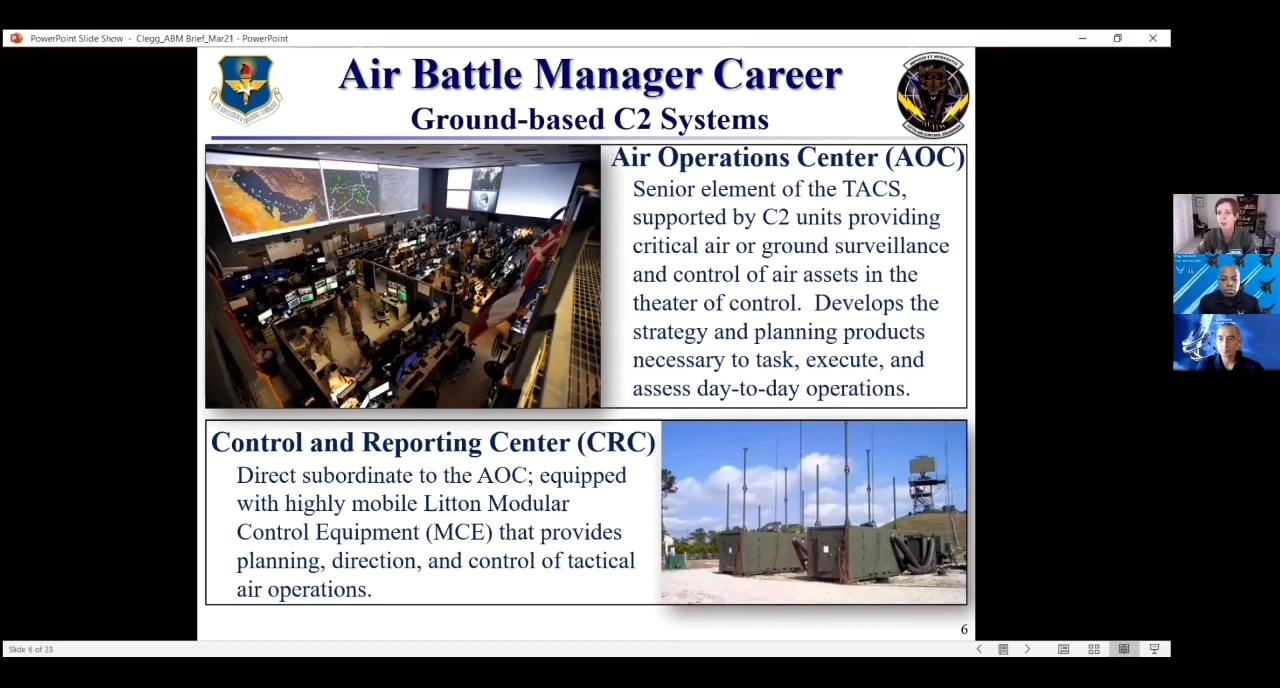 PowerPoint Slide Show - Clegg_ABM Brief_Mar21 - PowerPoint
Air Battle Manager Career
Ground-based C2 Systems
Air Operations Center (AOC)
Senior element of the TACS,
supported by C2 units providing
critical air or ground surveillance
and control of air assets in the
theater of control. Develops the
strategy and planning products
necessary to task, execute, and
assess day-to-day operations.
Control and Reporting Center (CRC)
Direct subordinate to the AOC; equipped
with highly mobile Litton Modular
Control Equipment (MCE) that provides
planning, direction, and control of tactical
air operations.
6
Slide 6 of 23